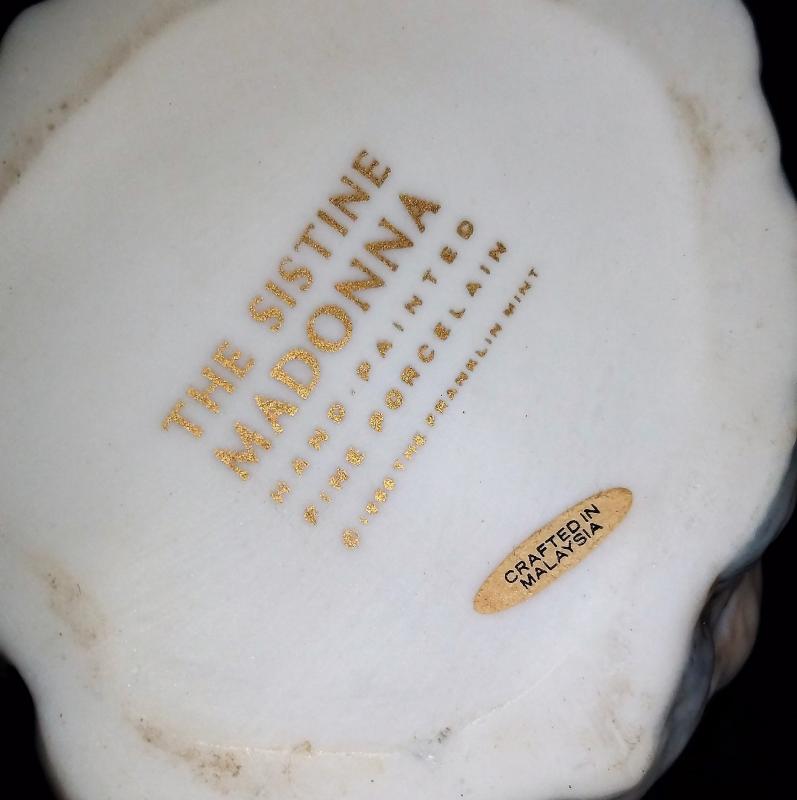 THE SISTINE
MADONNA
HAND PAINTED
FINE PORCELAIN
© THE FRANKLIN MINT
CRAFTED IN
MALAYSIA